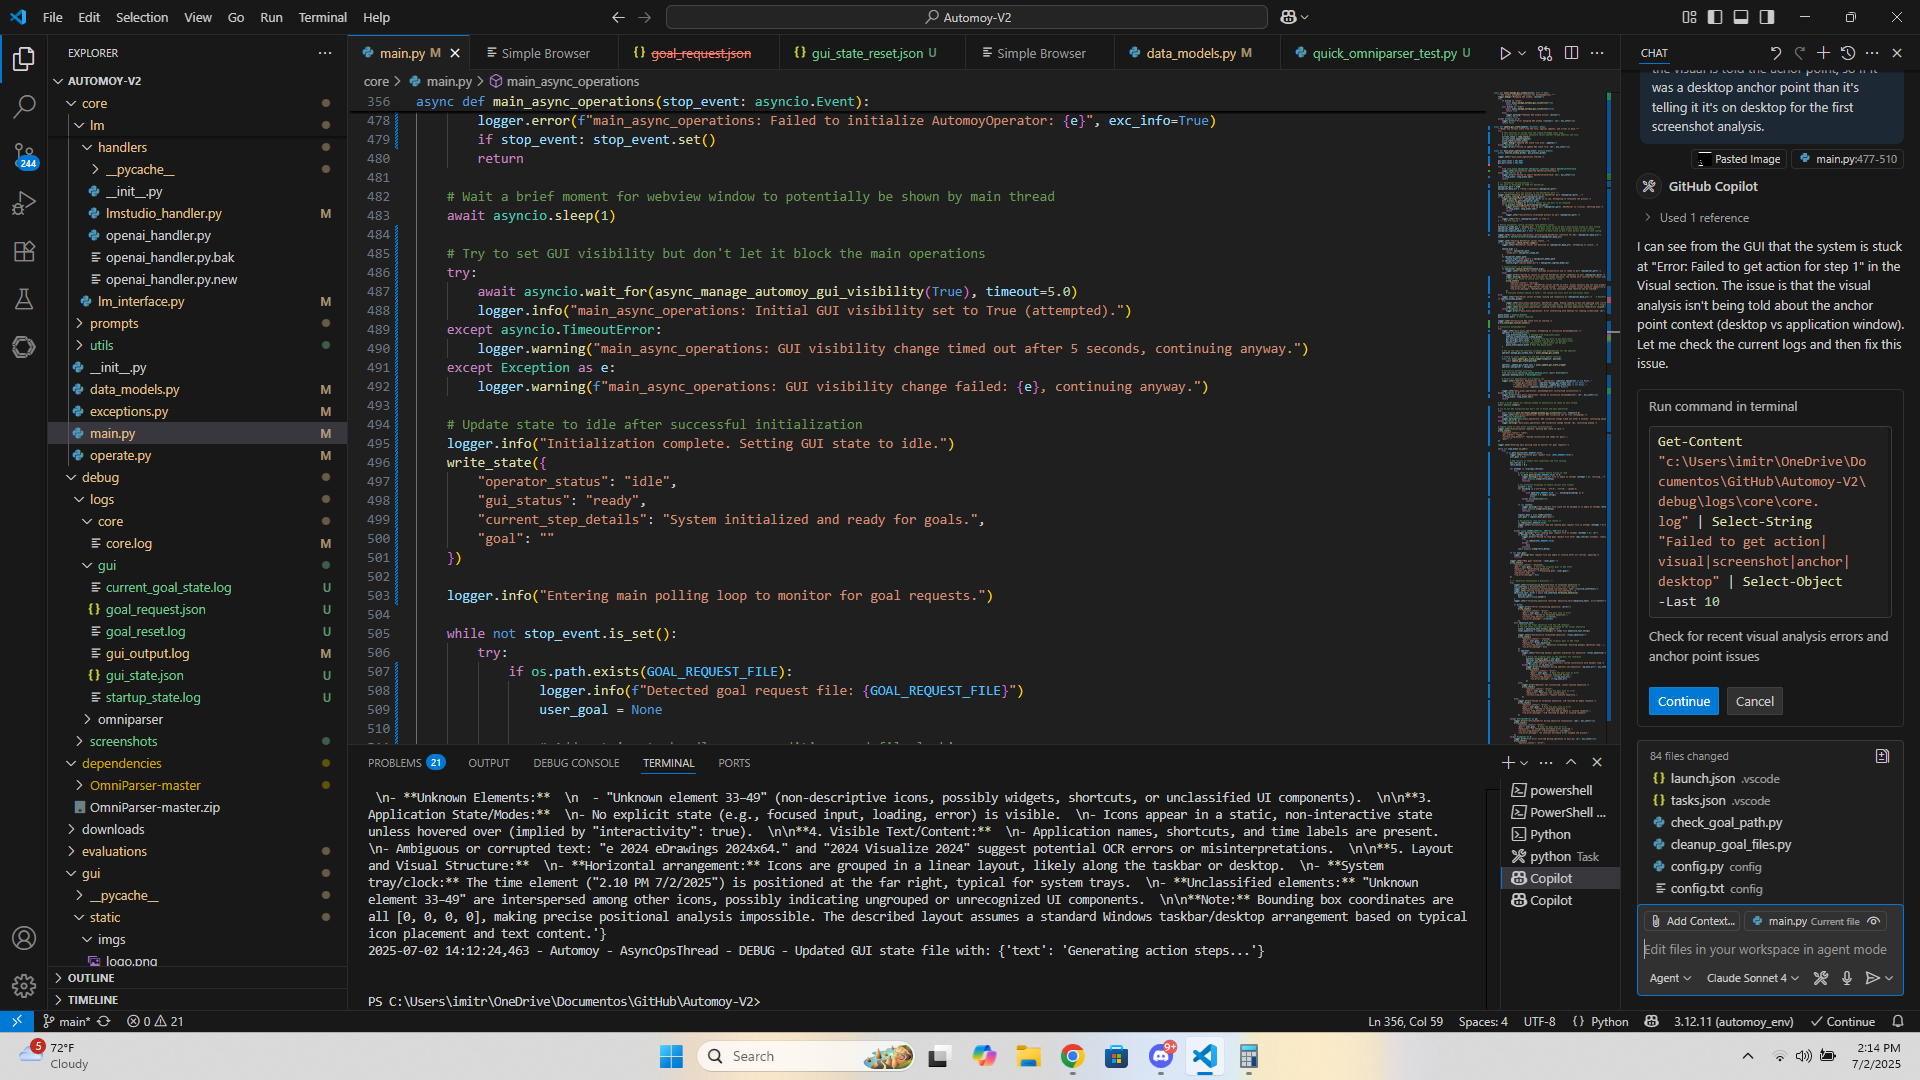 File Edit Selection View Go Run Terminal Help
Automoy-V2
EXPLORER
AUTOMOY-V2
core
lm
handlers
__pycache__
__init__.py
lmstudio_handler.py M
openai_handler.py
openai_handler.py.bak
openai_handler.py.new
lm_interface.py M
prompts
utils
__init__.py
data_models.py M
exceptions.py M
main.py M
operate.py M
debug
logs
core
core.log M
gui
current_goal_state.log U
goal_request.json U
goal_reset.log U
gui_output.log M
gui_state.json U
startup_state.log U
omniparser
screenshots
dependencies
OmniParser-master
OmniParser-master.zip
downloads
evaluations
gui
__pycache__
static
imgs
logo.png
OUTLINE
TIMELINE
244
main.py M
Simple Browser
goal_request.json
gui_state_reset.json U
Simple Browser
data_models.py M
quick_omniparser_test.py U
core > main.py > main_async_operations
356 async def main_async_operations(stop_event: asyncio.Event):
478 logger.error(f"main_async_operations: Failed to initialize AutomoyOperator: {e}", exc_info=True)
479 if stop_event: stop_event.set()
480 return
481
482 # Wait a brief moment for webview window to potentially be shown by main thread
483 await asyncio.sleep(1)
484
485 # Try to set GUI visibility but don't let it block the main operations
486 try:
487 await asyncio.wait_for(async_manage_automoy_gui_visibility(True), timeout=5.0)
488 logger.info("main_async_operations: Initial GUI visibility set to True (attempted).")
489 except asyncio.TimeoutError:
490 logger.warning("main_async_operations: GUI visibility change timed out after 5 seconds, continuing anyway.")
491 except Exception as e:
492 logger.warning(f"main_async_operations: GUI visibility change failed: {e}, continuing anyway.")
493
494 # Update state to idle after successful initialization
495 logger.info("Initialization complete. Setting GUI state to idle.")
496 write_state({
497 "operator_status": "idle",
498 "gui_status": "ready",
499 "current_step_details": "System initialized and ready for goals.",
500 "goal": ""
501 })
502
503 logger.info("Entering main polling loop to monitor for goal requests.")
504
505 while not stop_event.is_set():
506 try:
507 if os.path.exists(GOAL_REQUEST_FILE):
508 logger.info(f"Detected goal request file: {GOAL_REQUEST_FILE}")
509 user_goal = None
510
PROBLEMS 21 OUTPUT DEBUG CONSOLE TERMINAL PORTS
\n- **Unknown Elements:** \n - "Unknown element 33–49" (non-descriptive icons, possibly widgets, shortcuts, or unclassified UI components). \n\n**3.
Application State/Modes:** \n- No explicit state (e.g., focused input, loading, error) is visible. \n- Icons appear in a static, non-interactive state
unless hovered over (implied by "interactivity": true). \n\n**4. Visible Text/Content:** \n- Application names, shortcuts, and time labels are present.
\n- Ambiguous or corrupted text: "e 2024 eDrawings 2024x64." and "2024 Visualize 2024" suggest potential OCR errors or misinterpretations. \n\n**5. Layout
and Visual Structure:** \n- **Horizontal arrangement:** Icons are grouped in a linear layout, likely along the taskbar or desktop. \n- **System
tray/clock:** The time element ("2.10 PM 7/2/2025") is positioned at the far right, typical for system trays. \n- **Unclassified elements:** "Unknown
element 33–49" are interspersed among other icons, possibly indicating ungrouped or unrecognized UI components. \n\n**Note:** Bounding box coordinates are
all [0, 0, 0, 0], making precise positional analysis impossible. The described layout assumes a standard Windows taskbar/desktop arrangement based on typical
icon placement and text content.'}
2025-07-02 14:12:24,463 - Automoy - AsyncOpsThread - DEBUG - Updated GUI state file with: {'text': 'Generating action steps...'}
PS C:\Users\imitr\OneDrive\Documentos\GitHub\Automoy-V2>
powershell
PowerShell ...
Python
python Task
Copilot
Copilot
CHAT
the visual is told the achor point, so if it
was a desktop anchor point than it's
telling it it's on desktop for the first
screenshot analysis.
Pasted Image main.py:477-510
GitHub Copilot
Used 1 reference
I can see from the GUI that the system is stuck
at "Error: Failed to get action for step 1" in the
Visual section. The issue is that the visual
analysis isn't being told about the anchor
point context (desktop vs application window).
Let me check the current logs and then fix this
issue.
Run command in terminal
Get-Content
"c:\Users\imitr\OneDrive\Do
cumentos\GitHub\Automoy-V2\
debug\logs\core\core.
log" | Select-String
"Failed to get action|
visual|screenshot|anchor|
desktop" | Select-Object
-Last 10
Check for recent visual analysis errors and
anchor point issues
Continue Cancel
84 files changed
launch.json .vscode
tasks.json .vscode
check_goal_path.py
cleanup_goal_files.py
config.py config
config.txt config
Add Context... main.py Current file
Edit files in your workspace in agent mode
Agent Claude Sonnet 4
main* 0 21
Ln 356, Col 59 Spaces: 4 UTF-8 {} Python 3.12.11 (automoy_env) Continue
5
72°F
Cloudy
Search
9+
2:14 PM
7/2/2025